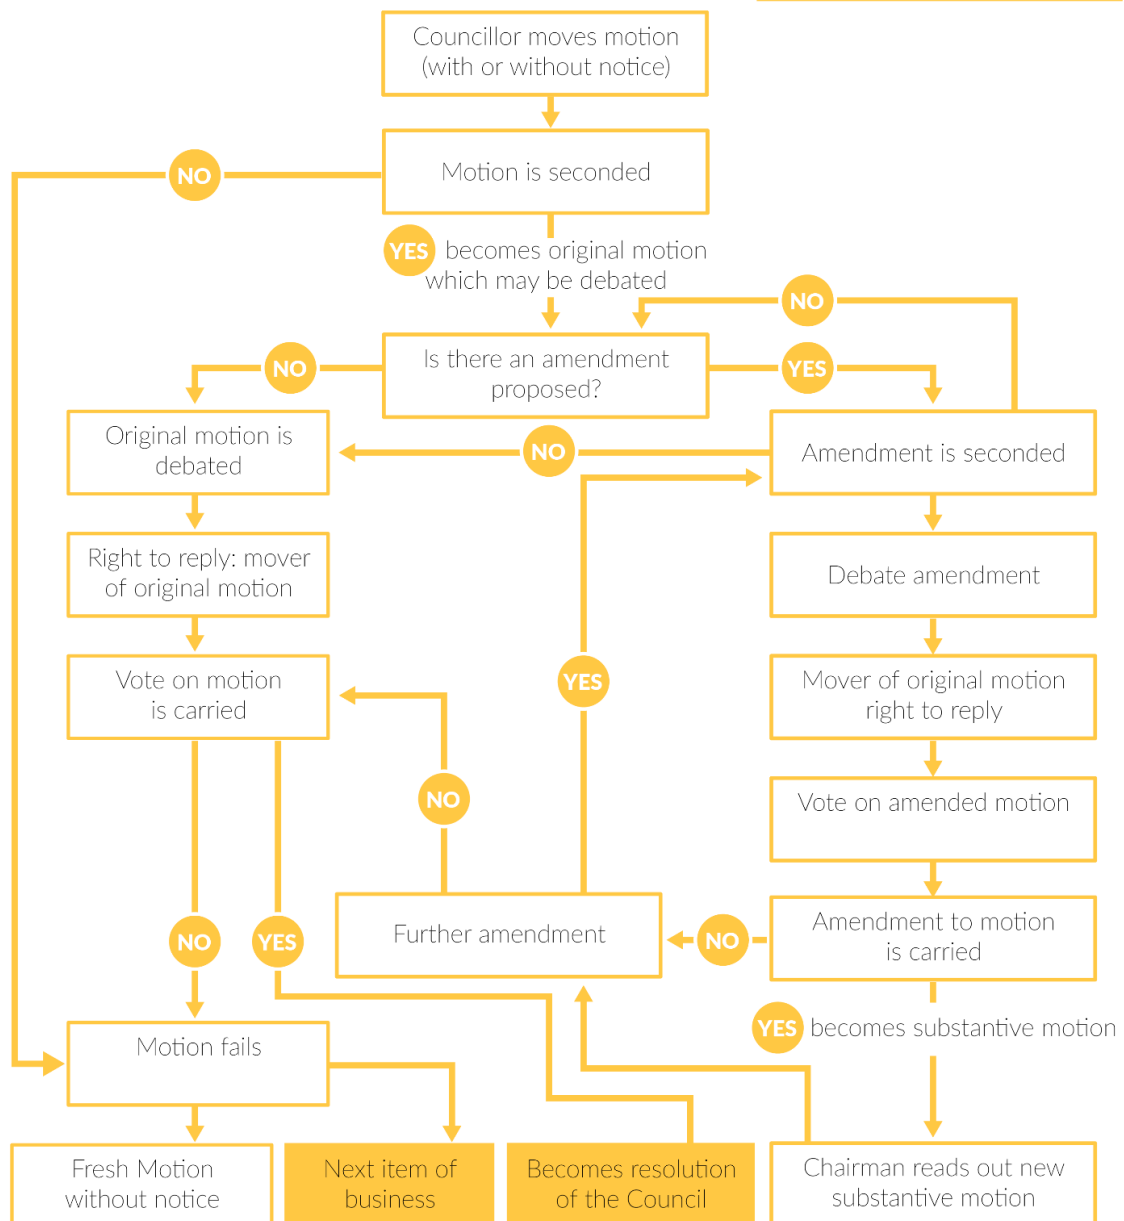 Councillor moves motion
(with or without notice)
NO
Motion is seconded
YES becomes original motion
which may be debated
NO
NO
Is there an amendment
proposed?
YES
Original motion is
debated
NO
Amendment is seconded
Right to reply: mover
of original motion
Debate amendment
Vote on motion
is carried
YES
Mover of original motion
right to reply
NO
Vote on amended motion
NO
YES
Further amendment
NO
Amendment to motion
is carried
YES becomes substantive motion
Motion fails
Fresh Motion
without notice
Next item of
business
Becomes resolution
of the Council
Chairman reads out new
substantive motion